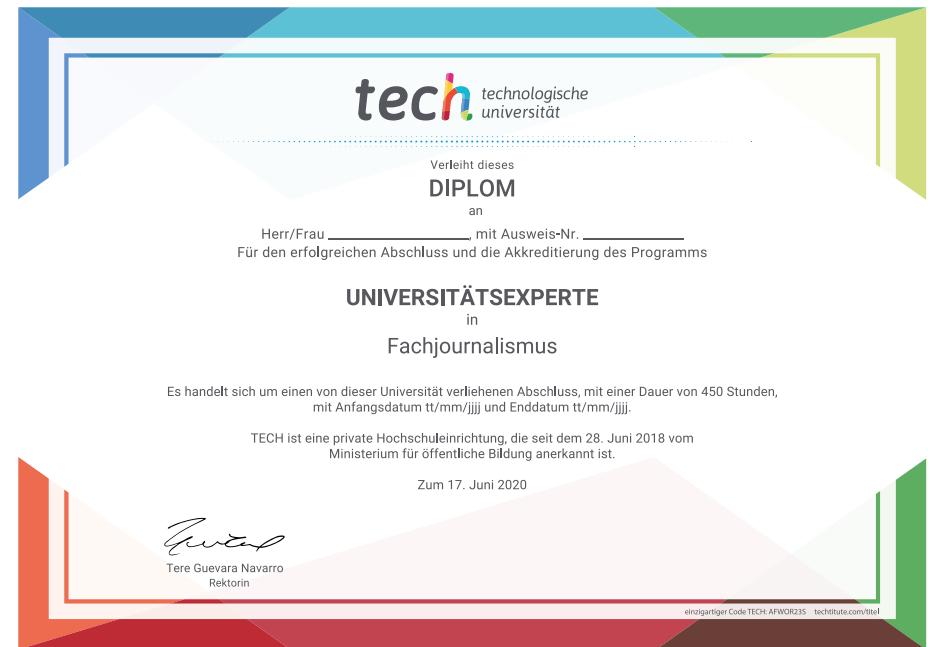 tech technologische
universität
Verleiht dieses
DIPLOM
an
Herr/Frau ________________, mit Ausweis-Nr. ____________
Für den erfolgreichen Abschluss und die Akkreditierung des Programms
UNIVERSITÄTSEXPERTE
in
Fachjournalismus
Es handelt sich um einen von dieser Universität verliehenen Abschluss, mit einer Dauer von 450 Stunden,
mit Anfangsdatum tt/mm/jjjj und Enddatum tt/mm/jjjj.
TECH ist eine private Hochschuleinrichtung, die seit dem 28. Juni 2018 vom
Ministerium für öffentliche Bildung anerkannt ist.
Zum 17. Juni 2020
Tere Guevara Navarro
Rektorin
einzigartiger Code TECH: AFWOR23S techtitute.com/titel